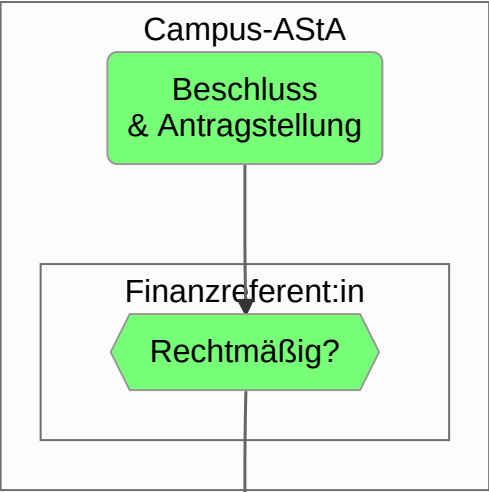 Campus-AStA
Beschluss
& Antragstellung
Finanzreferent:in
Rechtmäßig?